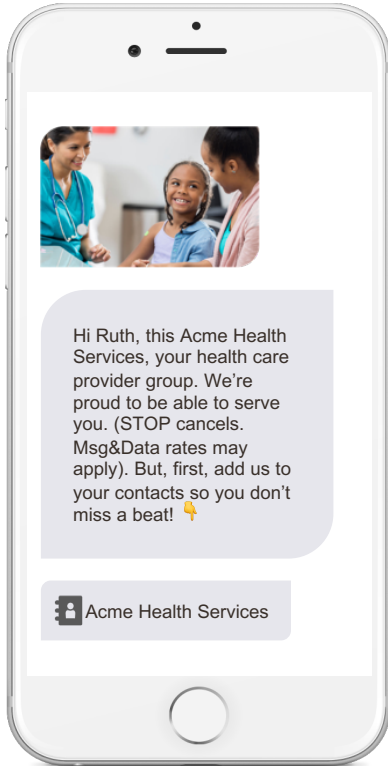 Hi Ruth, this Acme Health
Services, your health care
provider group. We’re
proud to be able to serve
you. (STOP cancels.
Msg&Data rates may
apply). But, first, add us to
your contacts so you don’t
miss a beat! 👇
Acme Health Services